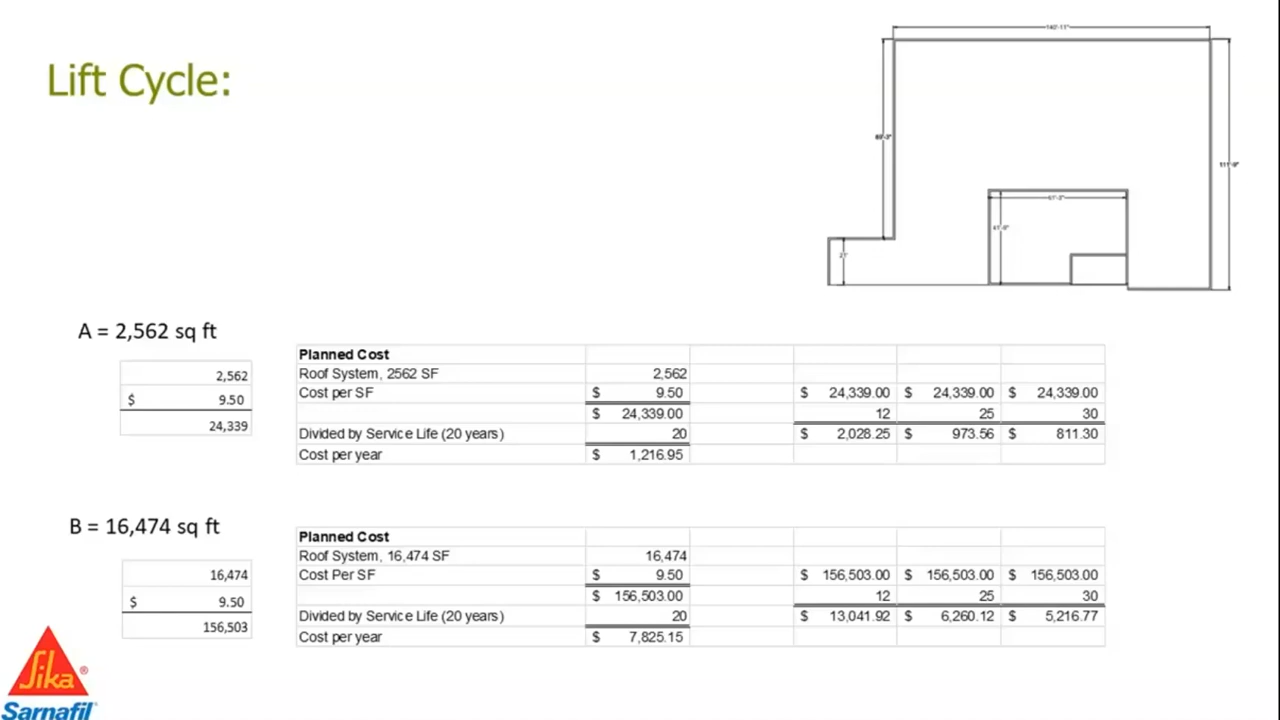 Lift Cycle:
A = 2,562 sq ft
2,562
$ 9.50
24,339
Planned Cost
Roof System, 2562 SF 2,562
Cost per SF $ 9.50 $ 24,339.00 $ 24,339.00 $ 24,339.00
$ 24,339.00 12 25 30
Divided by Service Life (20 years) 20 $ 2,028.25 $ 973.56 $ 811.30
Cost per year $ 1,216.95
B = 16,474 sq ft
16,474
$ 9.50
156,503
Planned Cost
Roof System, 16,474 SF 16,474
Cost Per SF $ 9.50 $ 156,503.00 $ 156,503.00 $ 156,503.00
$ 156,503.00 12 25 30
Divided by Service Life (20 years) 20 $ 13,041.92 $ 6,260.12 $ 5,216.77
Cost per year $ 7,825.15
Sika®
Sarnafil